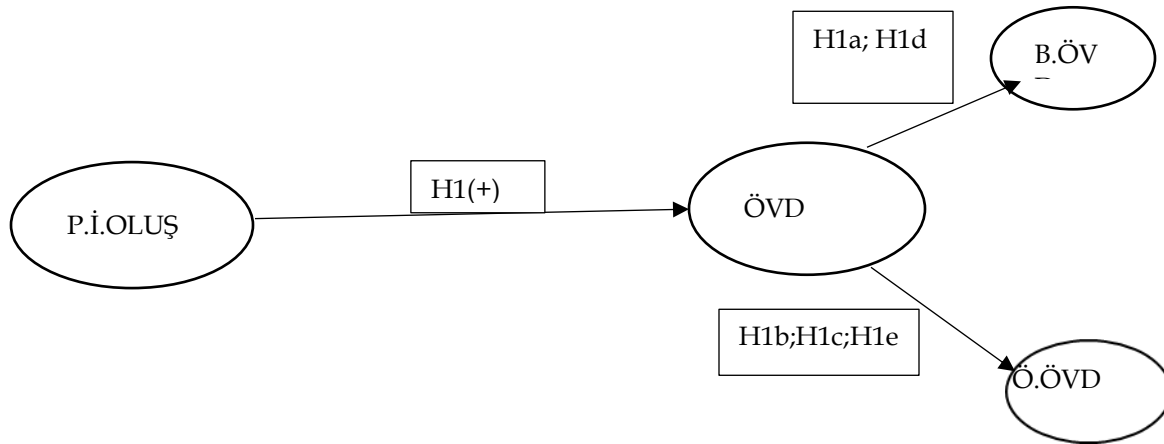 H1a; H1d
B.ÖV
P.İ.OLUŞ
H1(+)
ÖVD
H1b;H1c;H1e
Ö.ÖVD